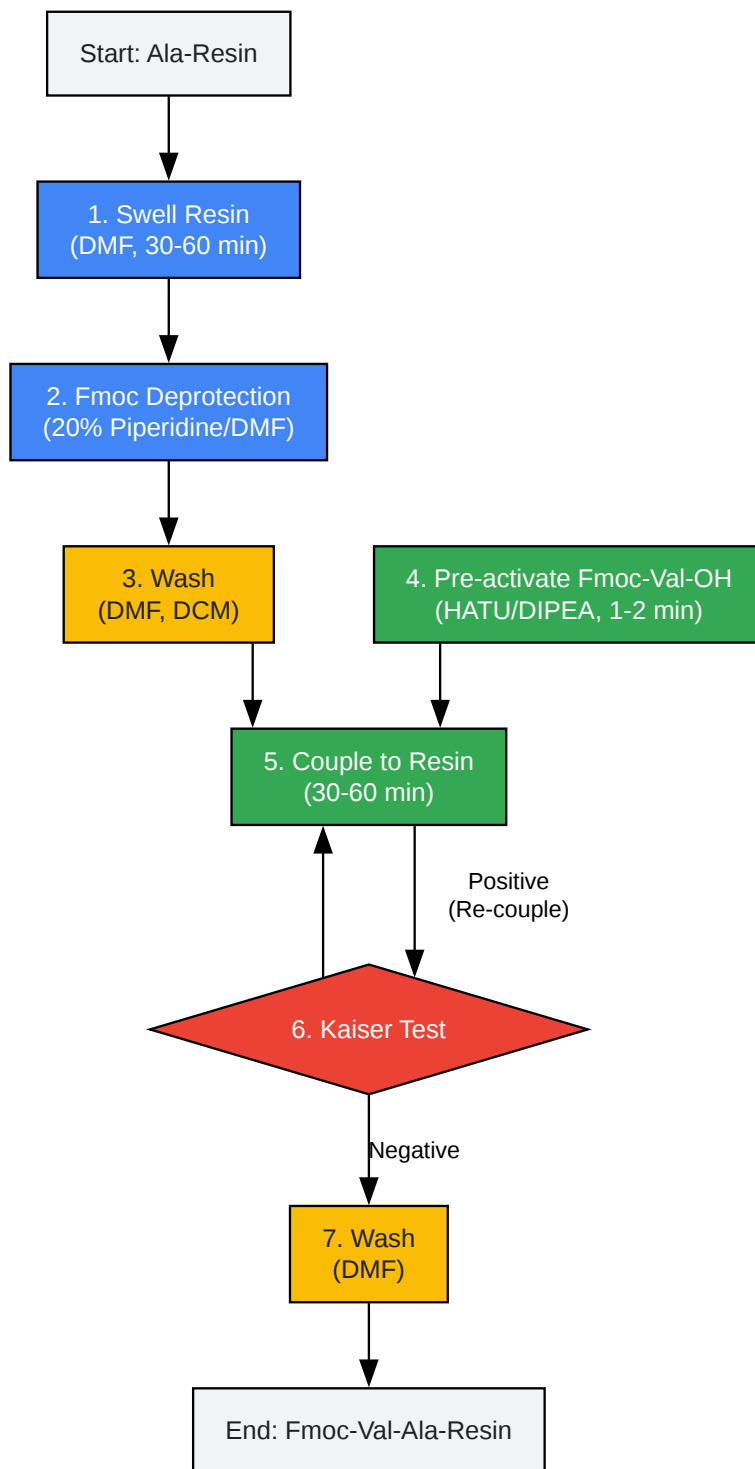 Start: Ala-Resin
1. Swell Resin
(DMF, 30-60 min)
2. Fmoc Deprotection
(20% Piperidine/DMF)
3. Wash
(DMF, DCM)
4. Pre-activate Fmoc-Val-OH
(HATU/DIPEA, 1-2 min)
5. Couple to Resin
(30-60 min)
Positive
(Re-couple)
6. Kaiser Test
Negative
7. Wash
(DMF)
End: Fmoc-Val-Ala-Resin